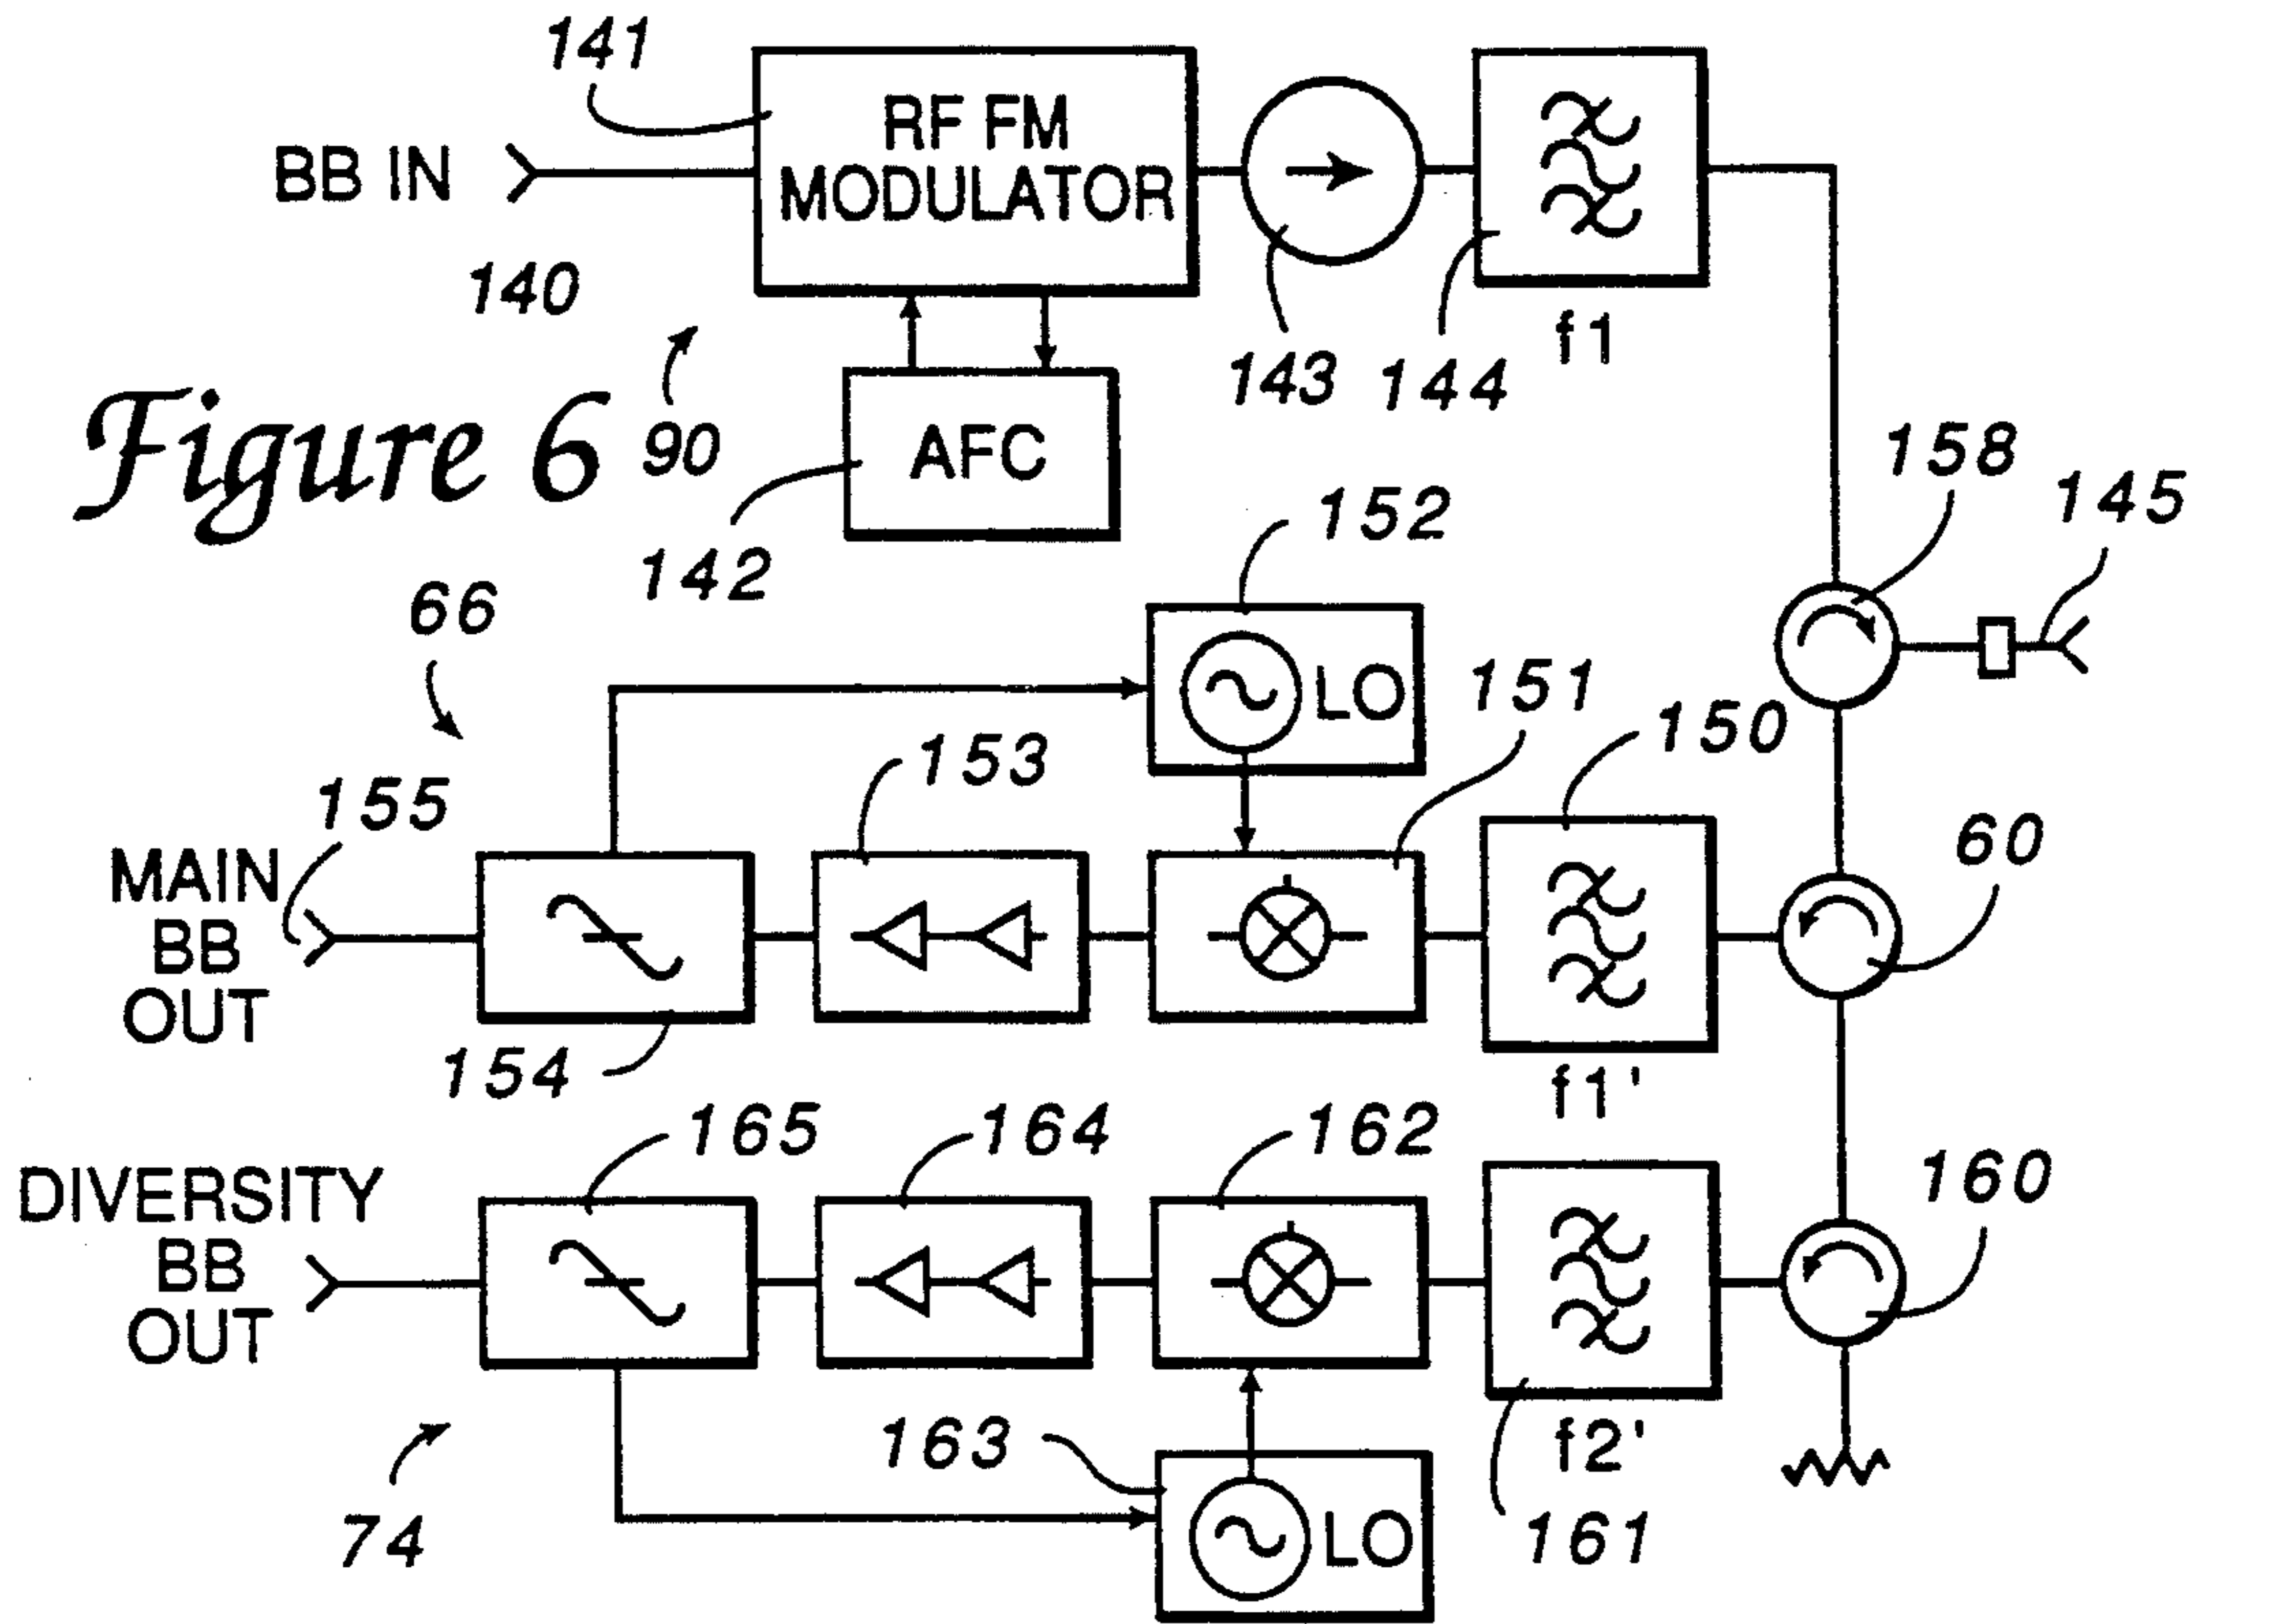 141
BB IN
RF FM
MODULATOR
140
143
144
f1
Figure 6
90
AFC
142
158
145
152
66
LO
151
150
153
155
60
MAIN
BB
OUT
154
f1'
165
164
162
160
DIVERSITY
BB
OUT
163
f2'
74
LO
161